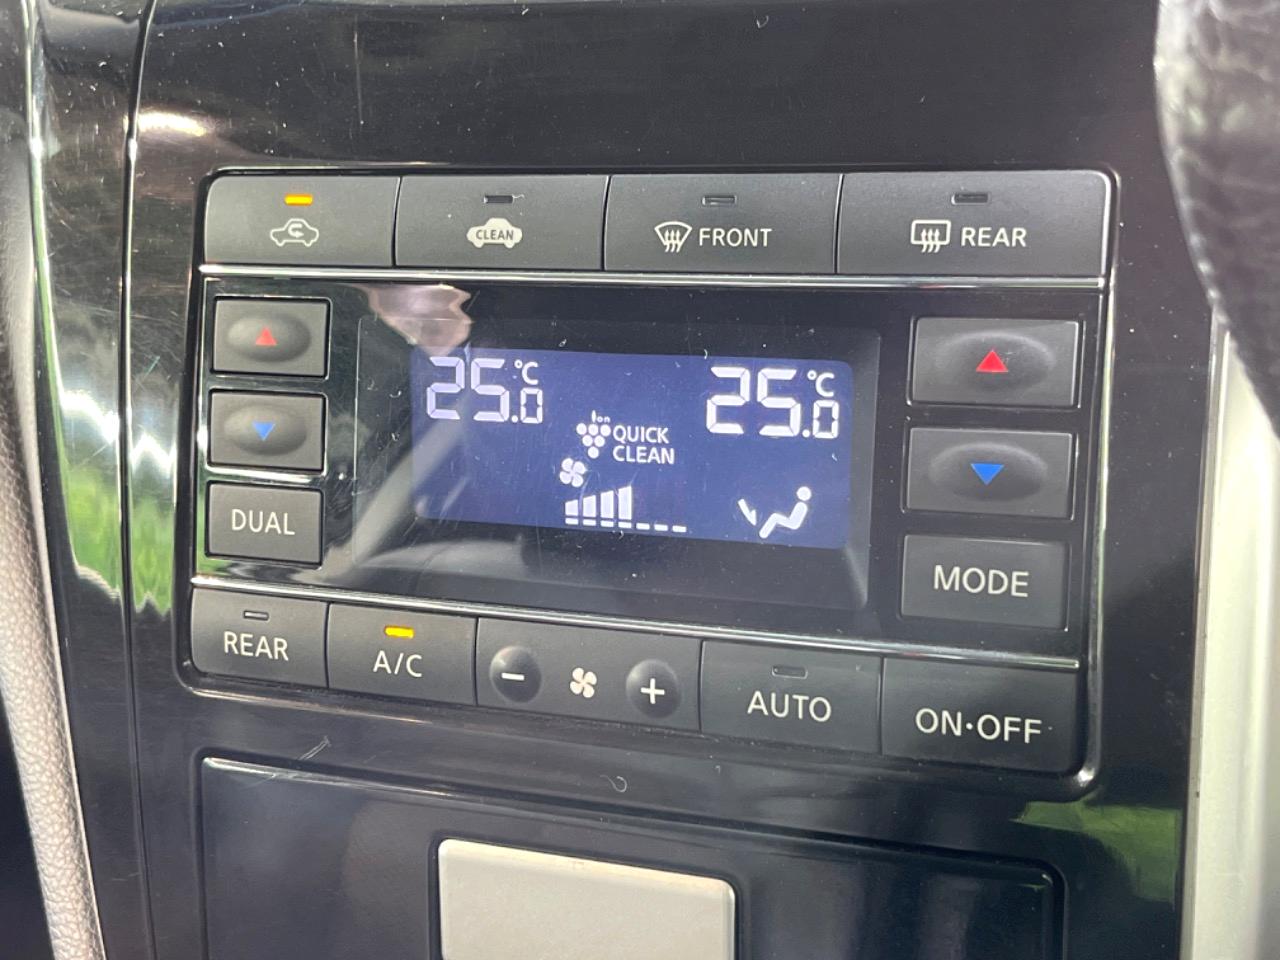 CLEAN
FRONT
REAR
25.0°C
25.0°C
Ion
QUICK
CLEAN
DUAL
MODE
REAR
A/C
− +
AUTO
ON·OFF